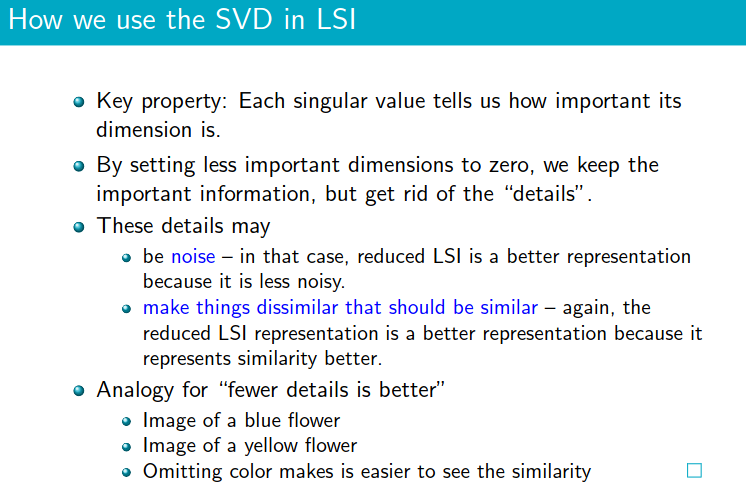 How we use the SVD in LSI
Key property: Each singular value tells us how important its
dimension is.
By setting less important dimensions to zero, we keep the
important information, but get rid of the “details”.
These details may
be noise – in that case, reduced LSI is a better representation
because it is less noisy.
make things dissimilar that should be similar – again, the
reduced LSI representation is a better representation because it
represents similarity better.
Analogy for “fewer details is better”
Image of a blue flower
Image of a yellow flower
Omitting color makes is easier to see the similarity